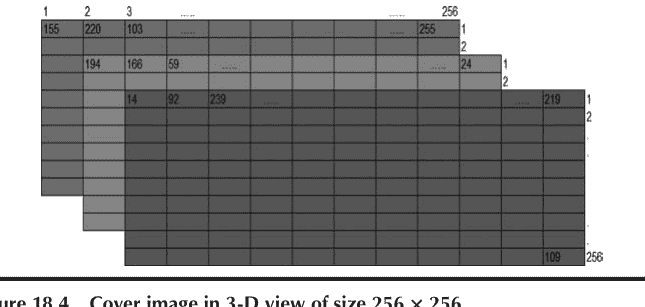 1 2 3 ..... ..... 256
155 220 103 ..... ..... 255 1
2
194 166 59 ..... ..... 24 1
2
14 92 239 ..... ..... 219 1
2
.
.
.
.
109 256
ure 18.4 Cover image in 3-D view of size 256 × 256